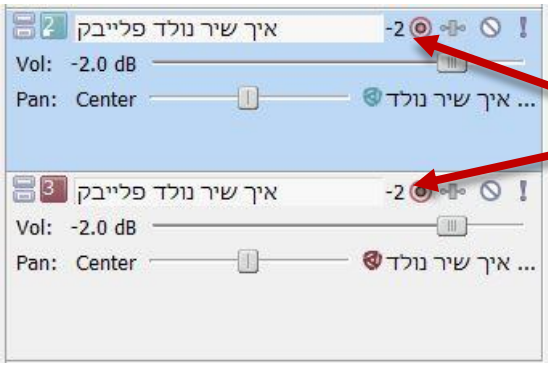 2 איך שיר נולד פלייבק -2 !
Vol: -2.0 dB
Pan: Center איך שיר נולד ...
3 איך שיר נולד פלייבק -2 !
Vol: -2.0 dB
Pan: Center איך שיר נולד ...